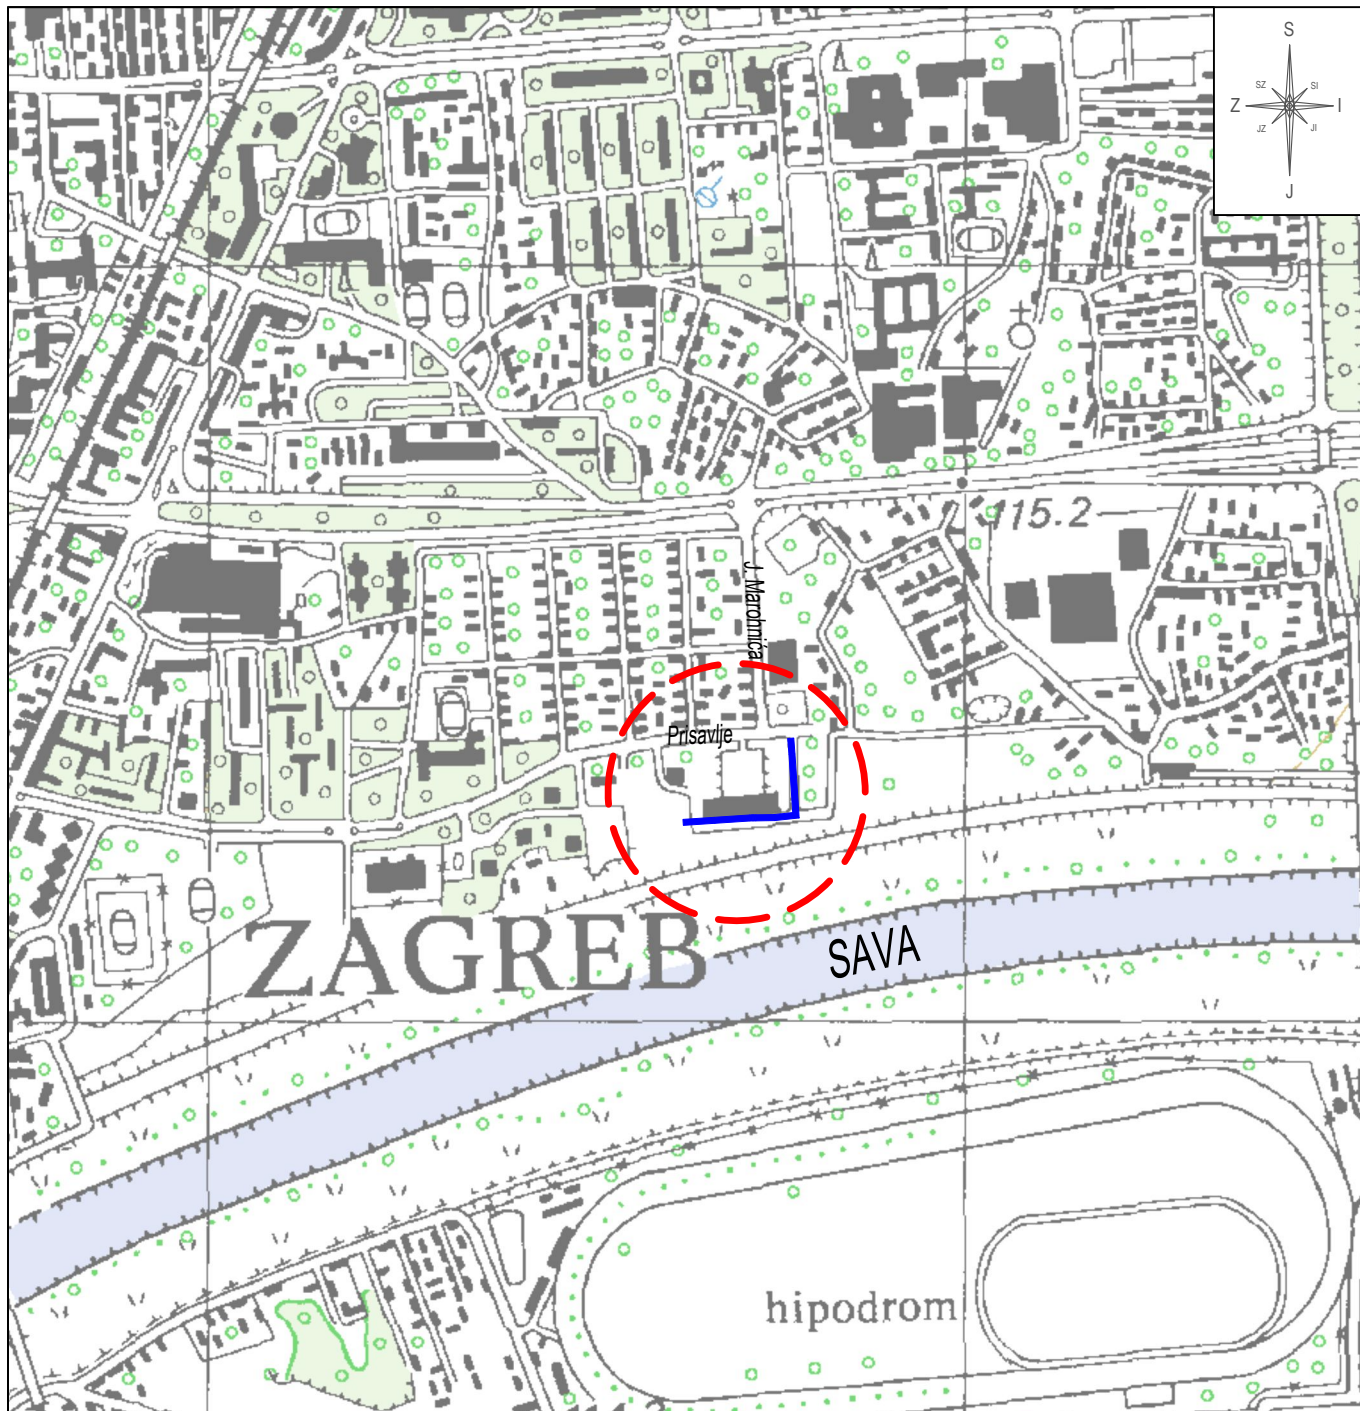 S
SZ SI
Z I
JZ JI
J
115.2
J. Marohnića
Prisavlje
ZAGREB
SAVA
hipodrom